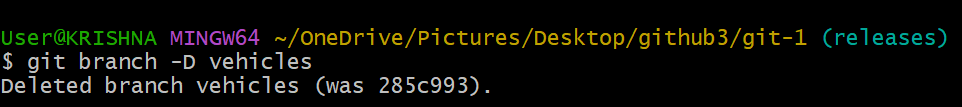 User@KRISHNA MINGW64 ~/OneDrive/Pictures/Desktop/github3/git-1 (releases)
$ git branch -D vehicles
Deleted branch vehicles (was 285c993).